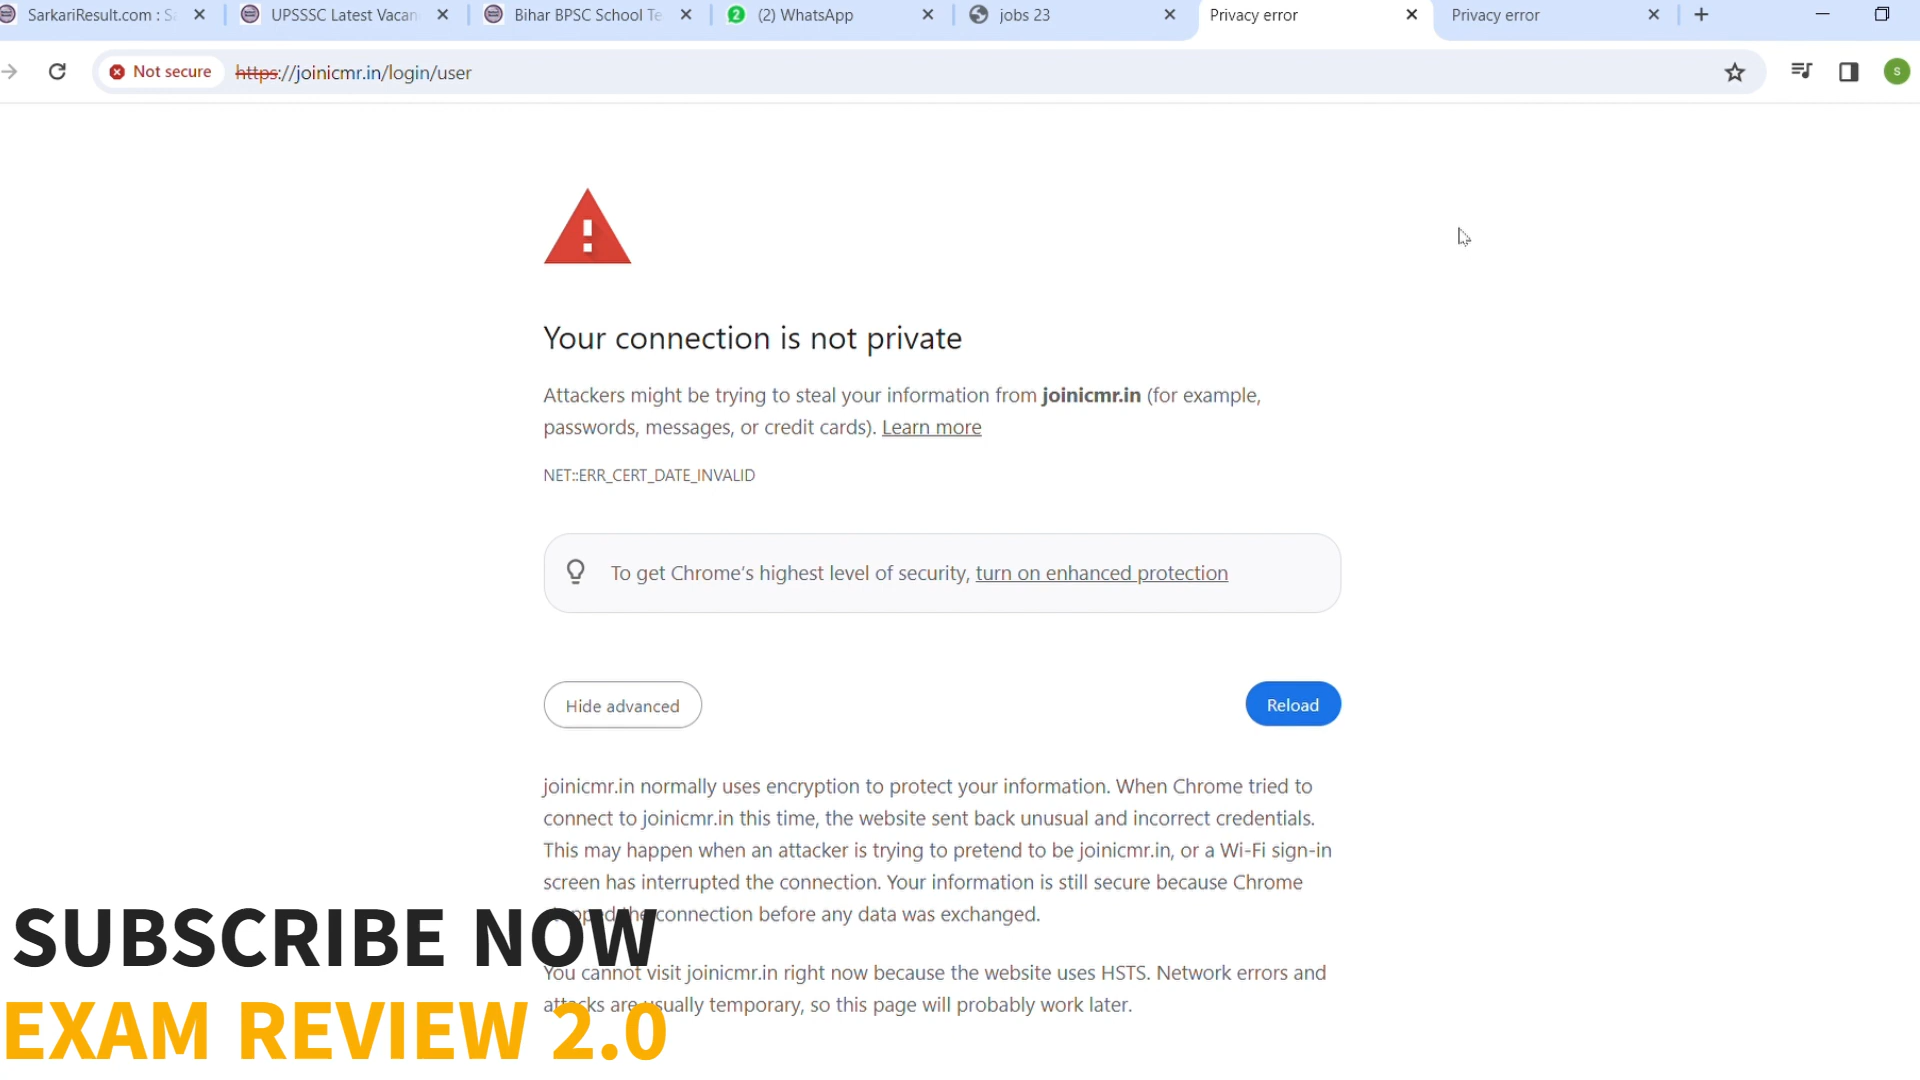 SarkariResult.com : Sa
UPSSSC Latest Vacan
Bihar BPSC School Te
2 (2) WhatsApp
jobs 23
Privacy error
Privacy error
Not secure
https://joinicmr.in/login/user
s
Your connection is not private
Attackers might be trying to steal your information from joinicmr.in (for example,
passwords, messages, or credit cards). Learn more
NET::ERR_CERT_DATE_INVALID
To get Chrome's highest level of security, turn on enhanced protection
Hide advanced
Reload
joinicmr.in normally uses encryption to protect your information. When Chrome tried to
connect to joinicmr.in this time, the website sent back unusual and incorrect credentials.
This may happen when an attacker is trying to pretend to be joinicmr.in, or a Wi-Fi sign-in
screen has interrupted the connection. Your information is still secure because Chrome
stopped the connection before any data was exchanged.
You cannot visit joinicmr.in right now because the website uses HSTS. Network errors and
attacks are usually temporary, so this page will probably work later.
SUBSCRIBE NOW
EXAM REVIEW 2.0